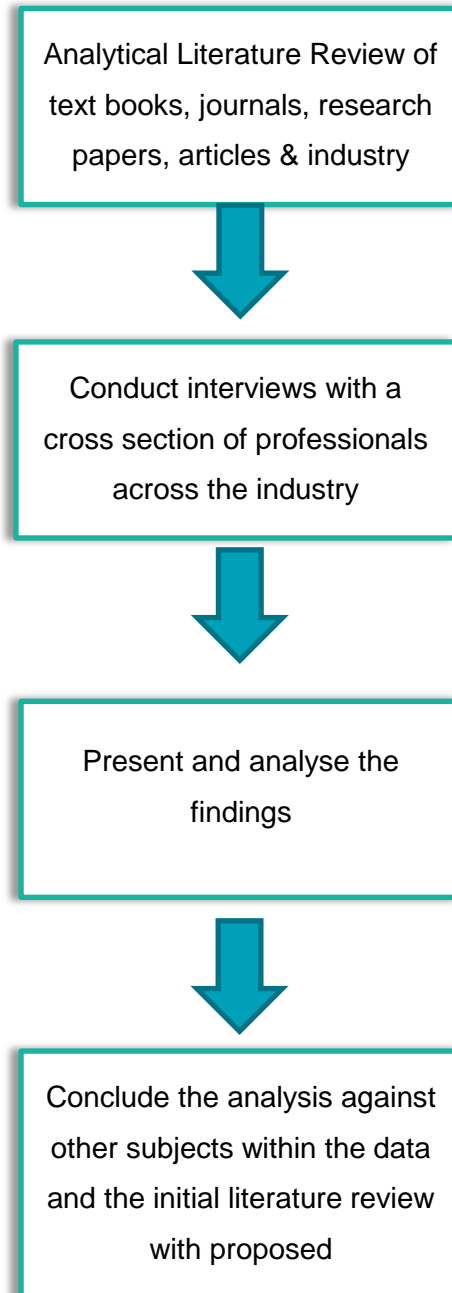 Analytical Literature Review of
text books, journals, research
papers, articles & industry
Conduct interviews with a
cross section of professionals
across the industry
Present and analyse the
findings
Conclude the analysis against
other subjects within the data
and the initial literature review
with proposed